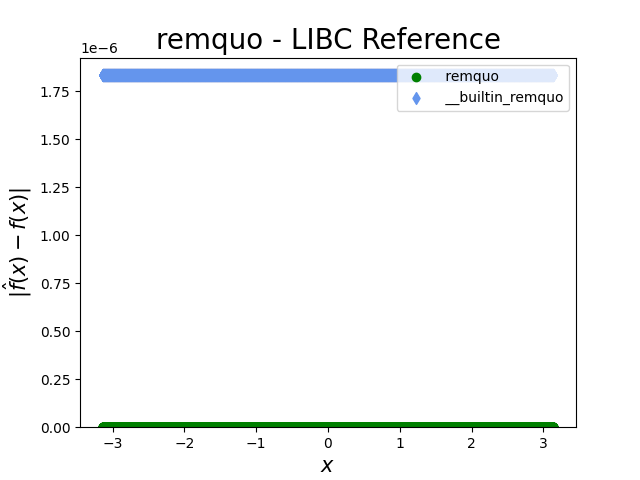 remquo - LIBC Reference
1e−6
remquo
__builtin_remquo
1.75
1.50
1.25
1.00
0.75
0.50
0.25
0.00
|f̂(x) − f(x)|
−3 −2 −1 0 1 2 3
x